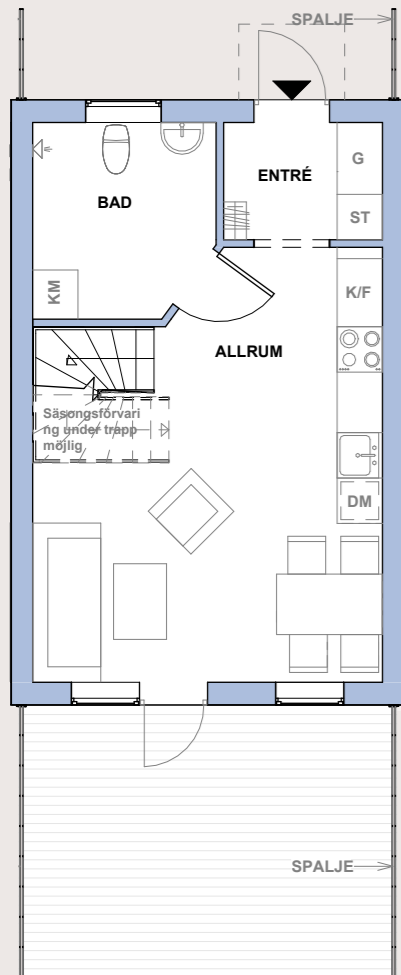 SPALJE
G
ENTRÉ
BAD
ST
KM
K/F
ALLRUM
Säsongsförvari
ng under trapp
möjlig
DM
SPALJE